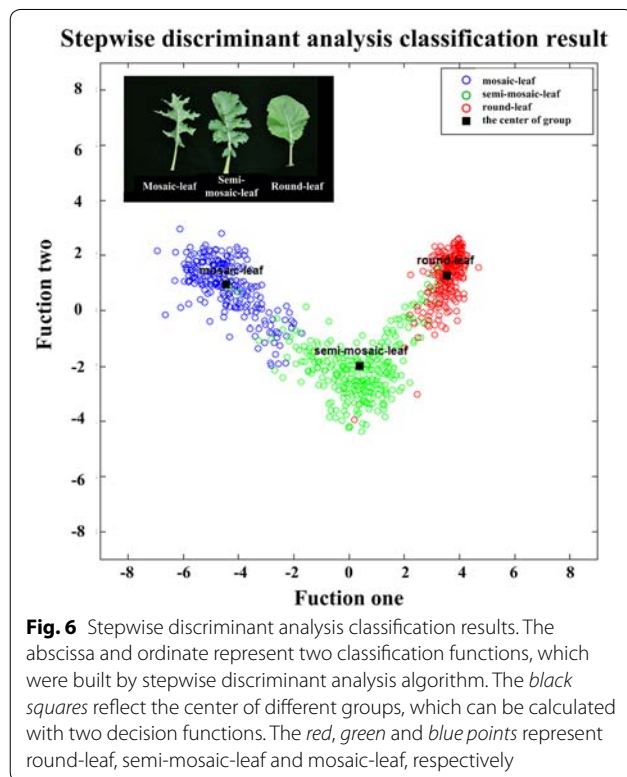 Stepwise discriminant analysis classification result
mosaic-leaf
semi-mosaic-leaf
round-leaf
the center of group
Mosaic-leaf
Semi-
mosaic-leaf
Round-leaf
8
6
4
2
0
-2
-4
-6
-8
Fuction two
mosaic-leaf
round-leaf
semi-mosaic-leaf
-8 -6 -4 -2 0 2 4 6 8
Fuction one
Fig. 6 Stepwise discriminant analysis classification results. The
abscissa and ordinate represent two classification functions, which
were built by stepwise discriminant analysis algorithm. The black
squares reflect the center of different groups, which can be calculated
with two decision functions. The red, green and blue points represent
round-leaf, semi-mosaic-leaf and mosaic-leaf, respectively